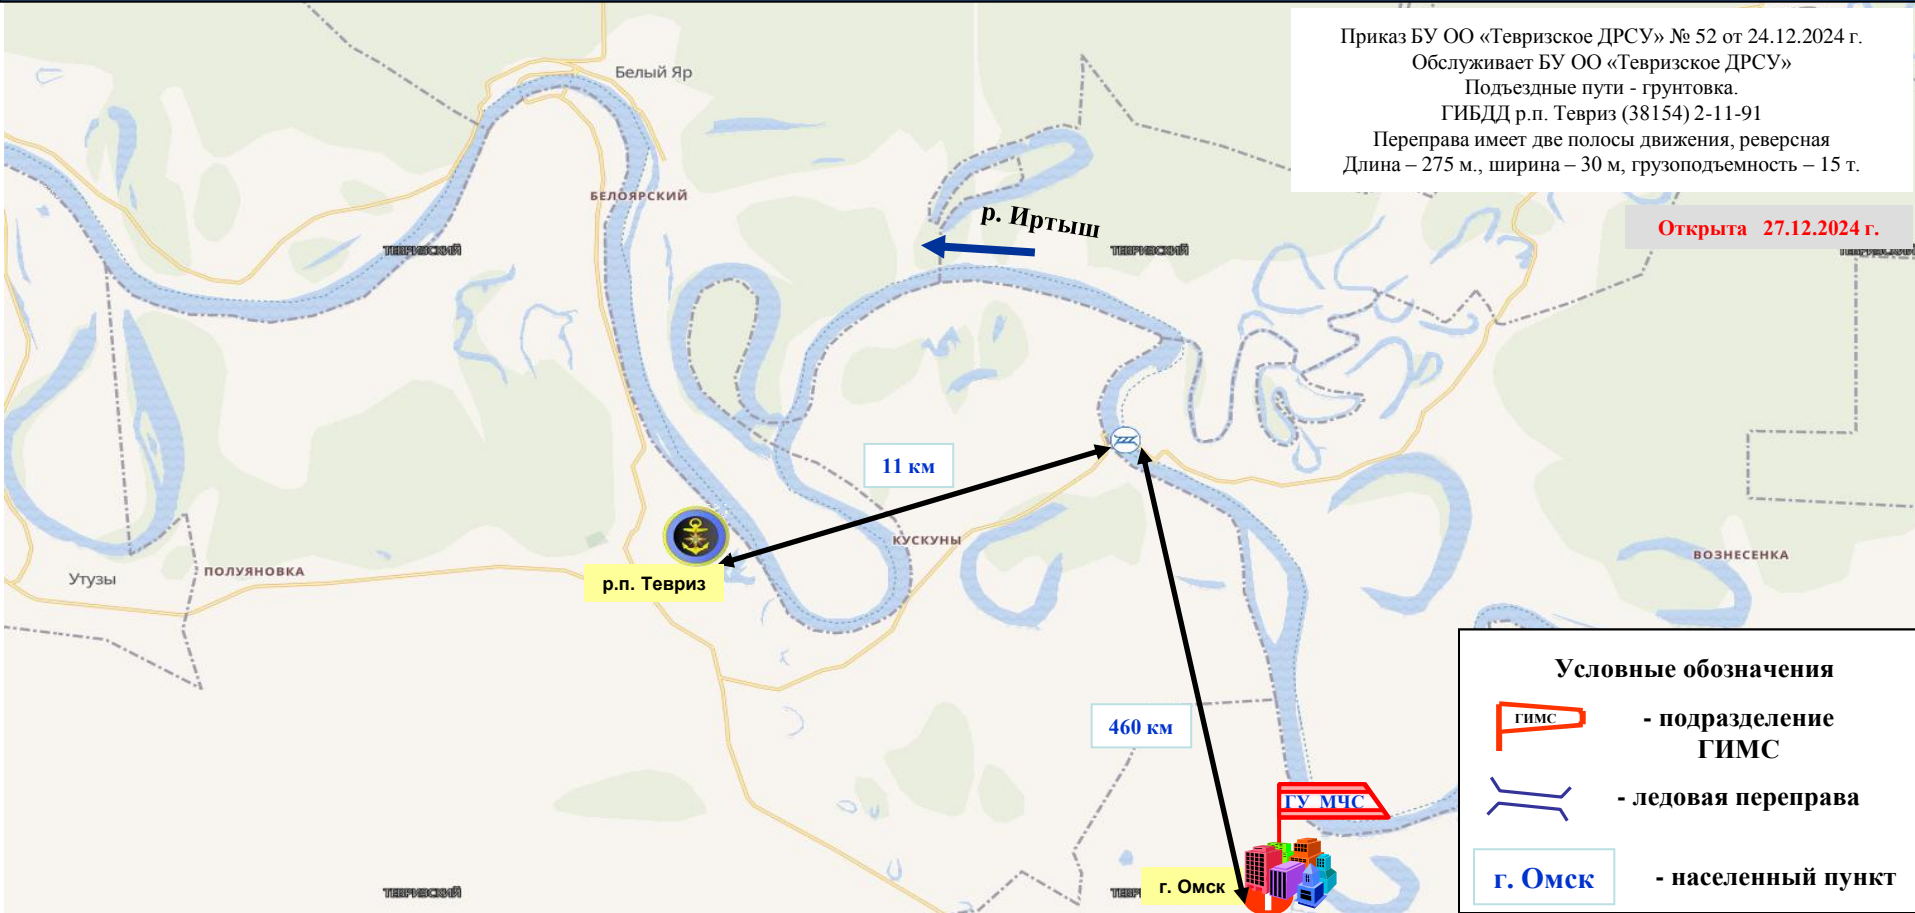 Приказ БУ ОО «Тевризское ДРСУ» № 52 от 24.12.2024 г.
Обслуживает БУ ОО «Тевризское ДРСУ»
Подъездные пути - грунтовка.
ГИБДД р.п. Тевриз (38154) 2-11-91
Переправа имеет две полосы движения, реверсная
Длина – 275 м., ширина – 30 м, грузоподъемность – 15 т.
Открыта 27.12.2024 г.
Белый Яр
БЕЛОЯРСКИЙ
р. Иртыш
ТЕВРИЗСКИЙ
ТЕВРИЗСКИЙ
ТЕВРИЗСКИЙ
11 км
КУСКУНЫ
ВОЗНЕСЕНКА
Утузы
ПОЛУЯНОВКА
р.п. Тевриз
460 км
ГУ МЧС
г. Омск
ТЕВРИЗСКИЙ
Условные обозначения
ГИМС
- подразделение
ГИМС
- ледовая переправа
г. Омск
- населенный пункт